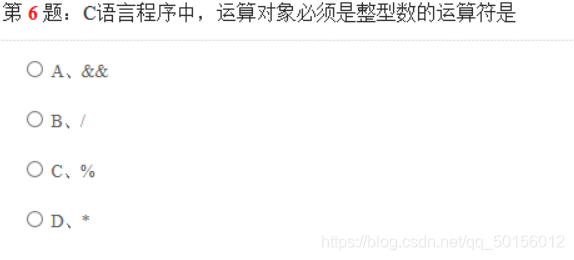 第 6 题：C语言程序中，运算对象必须是整型数的运算符是
A、&&
B、/
C、%
D、*
https://blog.csdn.net/qq_50156012